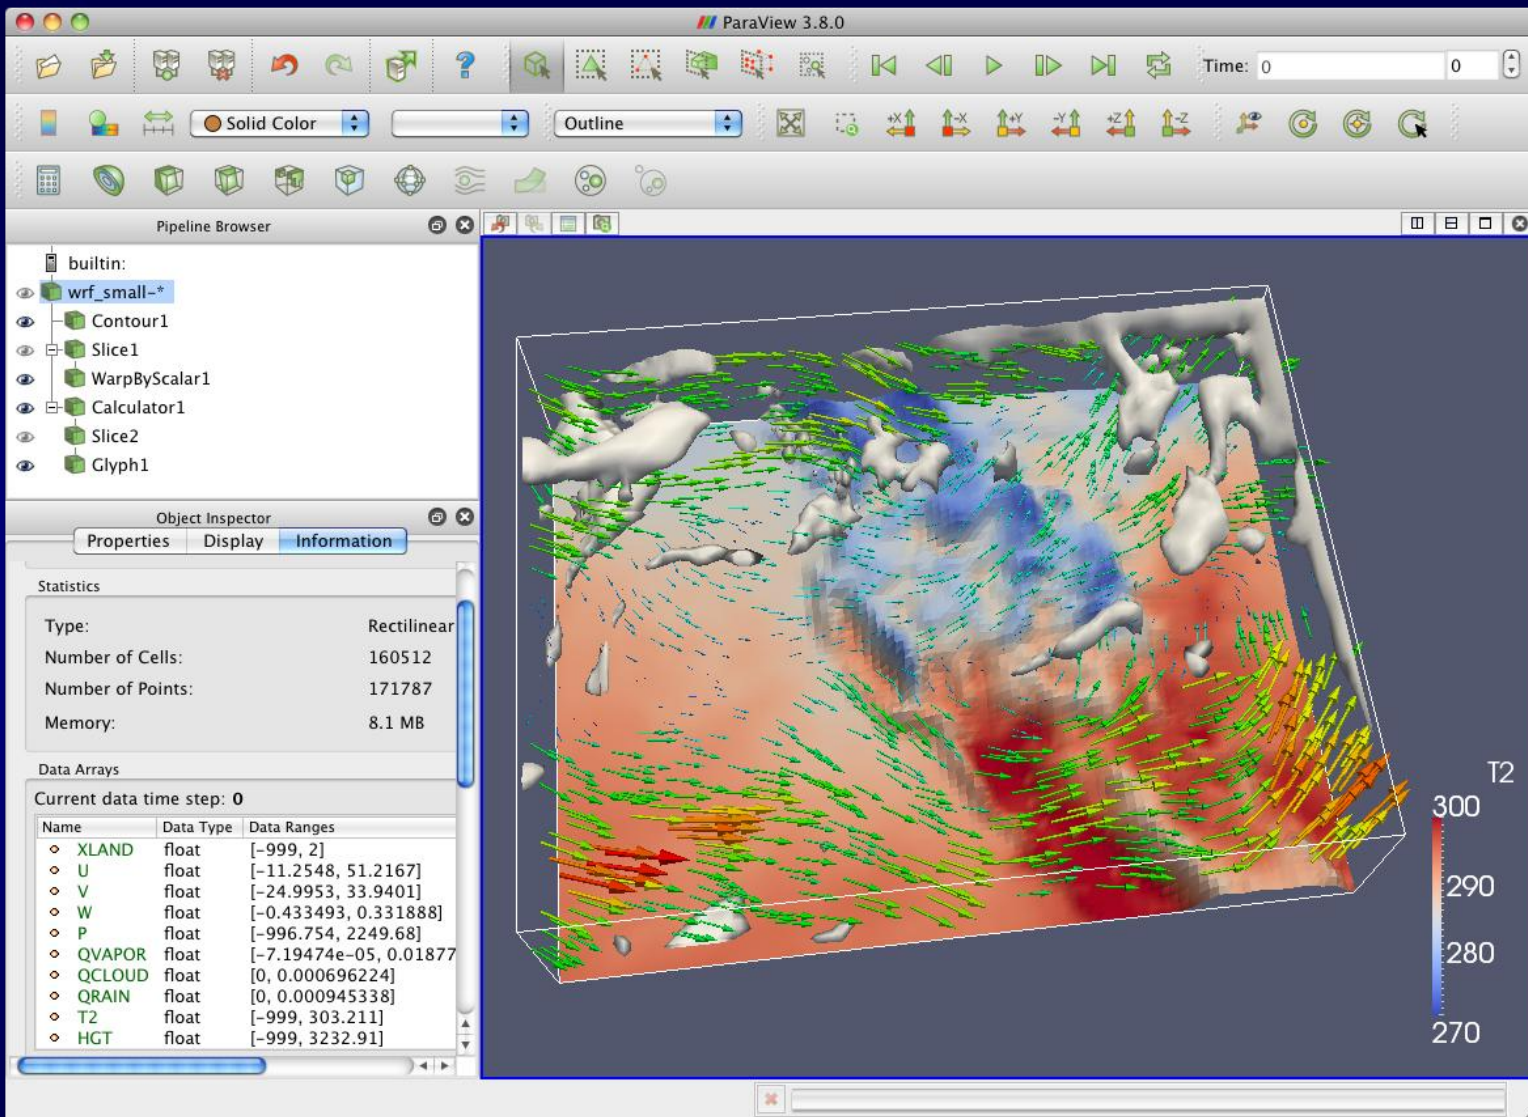 ParaView 3.8.0
Time: 0 0
Solid Color Outline
+X -X +Y -Y +Z -Z
Pipeline Browser
builtin:
wrf_small-*
Contour1
Slice1
WarpByScalar1
Calculator1
Slice2
Glyph1
Object Inspector
Properties Display Information
Statistics
Type: Rectilinear
Number of Cells: 160512
Number of Points: 171787
Memory: 8.1 MB
Data Arrays
Current data time step: 0
Name Data Type Data Ranges
XLAND float [-999, 2]
U float [-11.2548, 51.2167]
V float [-24.9953, 33.9401]
W float [-0.433493, 0.331888]
P float [-996.754, 2249.68]
QVAPOR float [-7.19474e-05, 0.01877
QCLOUD float [0, 0.000696224]
QRAIN float [0, 0.000945338]
T2 float [-999, 303.211]
HGT float [-999, 3232.91]
T2
300
290
280
270